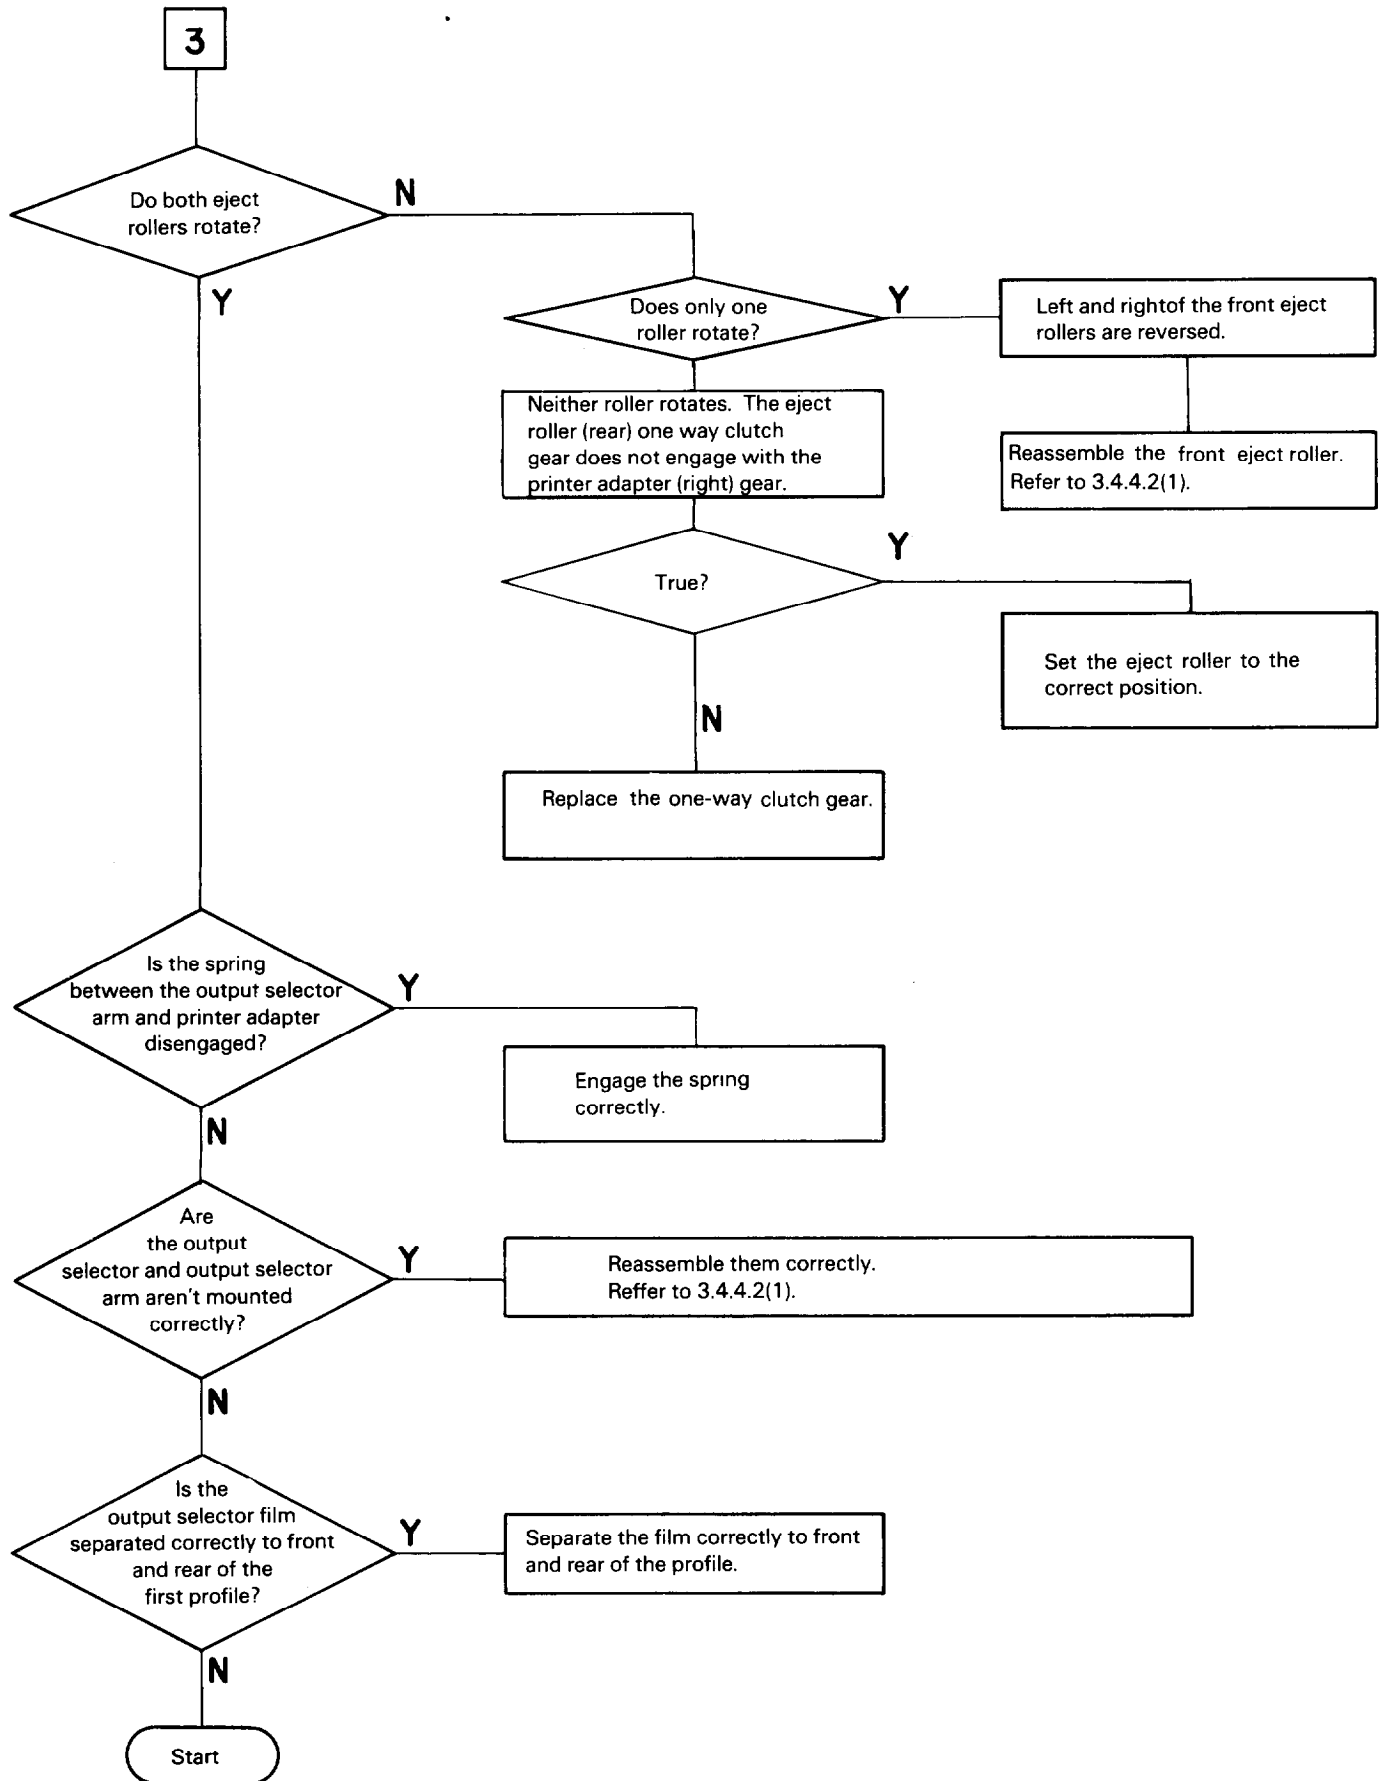 3
Do both eject
rollers rotate?
N
Y
Does only one
roller rotate?
Y
Left and rightof the front eject
rollers are reversed.
Neither roller rotates. The eject
roller (rear) one way clutch
gear does not engage with the
printer adapter (right) gear.
Reassemble the front eject roller.
Refer to 3.4.4.2(1).
True?
Y
Set the eject roller to the
correct position.
N
Replace the one-way clutch gear.
Is the spring
between the output selector
arm and printer adapter
disengaged?
Y
Engage the spring
correctly.
N
Are
the output
selector and output selector
arm aren't mounted
correctly?
Y
Reassemble them correctly.
Reffer to 3.4.4.2(1).
N
Is the
output selector film
separated correctly to front
and rear of the
first profile?
Y
Separate the film correctly to front
and rear of the profile.
N
Start